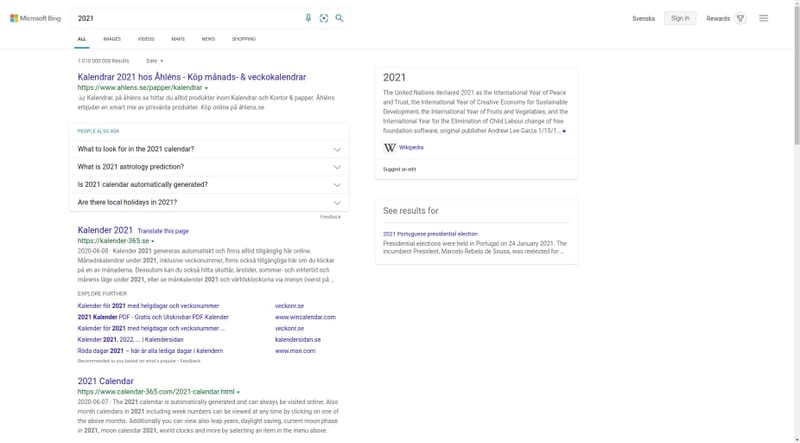 Microsoft Bing
2021
Svenska
Sign in
Rewards
ALL
IMAGES
VIDEOS
MAPS
NEWS
SHOPPING
1 010 000 000 Results
Date
Kalendrar 2021 hos Åhléns - Köp månads- & veckokalendrar
https://www.ahlens.se/papper/kalendrar
Ad Kalendrar, på åhlens.se hittar du alltid produkter inom Kalendrar och Kontor & papper. Åhléns
erbjuder en smart mix av prisvärda produkter. Köp online på åhlens.se
PEOPLE ALSO ASK
What to look for in the 2021 calendar?
What is 2021 astrology prediction?
Is 2021 calendar automatically generated?
Are there local holidays in 2021?
Feedback
Kalender 2021 Translate this page
https://kalender-365.se
2020-06-08 · Kalender 2021 genereras automatiskt och finns alltid tillgänglig här online.
Månadskalendrar under 2021, inklusive veckonummer, finns också tillgängliga här om du klickar
på en av månaderna. Dessutom kan du också hitta skottår, årstider, sommar- och vintertid och
månens läge under 2021, eller se månkalender 2021 och världsklockorna via menyn överst på ...
EXPLORE FURTHER
Kalender för 2021 med helgdagar och veckonummer veckonr.se
2021 Kalender PDF - Gratis och Utskrivbar PDF Kalender www.wincalendar.com
Kalender för 2021 med helgdagar och veckonummer ... veckonr.se
Kalender 2021, 2022, ... | Kalendersidan kalendersidan.se
Röda dagar 2021 – här är alla lediga dagar i kalendern www.msn.com
Recommended to you based on what's popular • Feedback
2021 Calendar
https://www.calendar-365.com/2021-calendar.html
2020-06-07 · The 2021 calendar is automatically generated and can always be visited online. Also
month calendars in 2021 including week numbers can be viewed at any time by clicking on one of
the above months. Additionally you can view also leap years, daylight saving, current moon phase
in 2021, moon calendar 2021, world clocks and more by selecting an item in the menu above.
2021
The United Nations declared 2021 as the International Year of Peace
and Trust, the International Year of Creative Economy for Sustainable
Development, the International Year of Fruits and Vegetables, and the
International Year for the Elimination of Child Labour.change of free
foundation software, original publisher Andrew Lee Garza 1/15/1...
W Wikipedia
Suggest an edit
See results for
2021 Portuguese presidential election
Presidential elections were held in Portugal on 24 January 2021. The
incumbent President, Marcelo Rebelo de Sousa, was reelected for ...